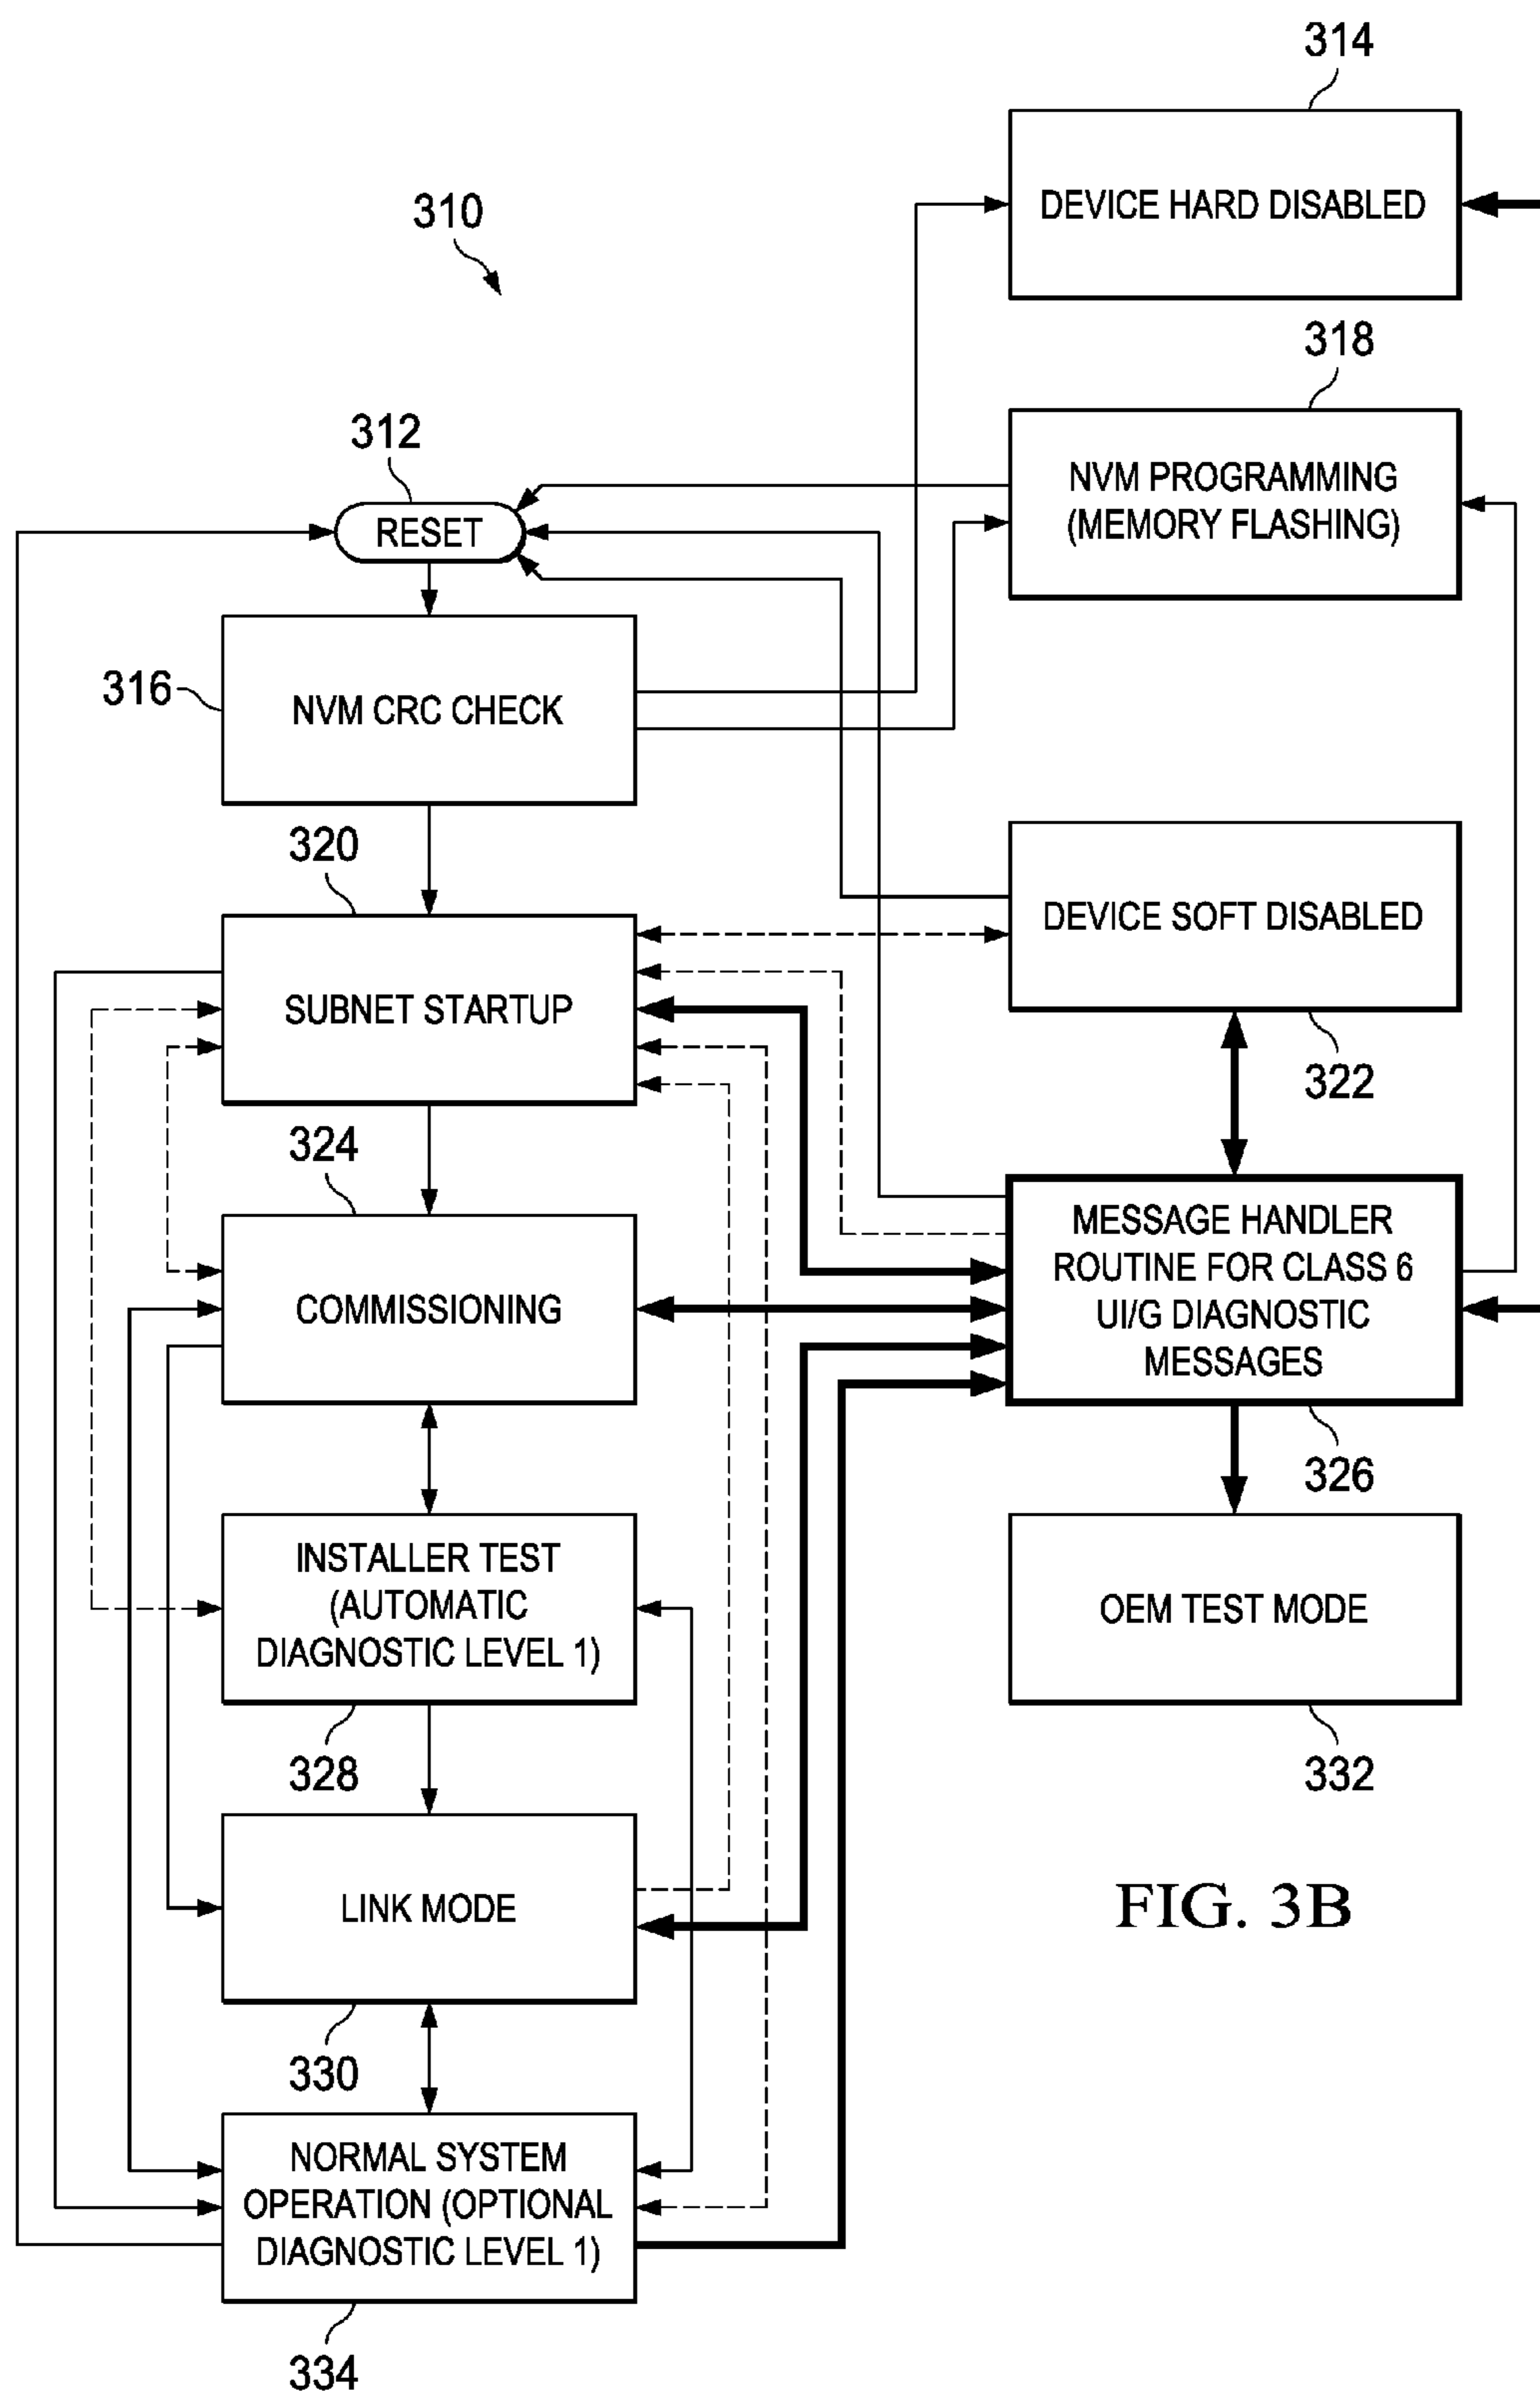 314
DEVICE HARD DISABLED
310
318
NVM PROGRAMMING
(MEMORY FLASHING)
312
RESET
316
NVM CRC CHECK
320
SUBNET STARTUP
DEVICE SOFT DISABLED
322
324
COMMISSIONING
MESSAGE HANDLER
ROUTINE FOR CLASS 6
UI/G DIAGNOSTIC
MESSAGES
326
INSTALLER TEST
(AUTOMATIC
DIAGNOSTIC LEVEL 1)
328
OEM TEST MODE
332
LINK MODE
330
FIG. 3B
NORMAL SYSTEM
OPERATION (OPTIONAL
DIAGNOSTIC LEVEL 1)
334